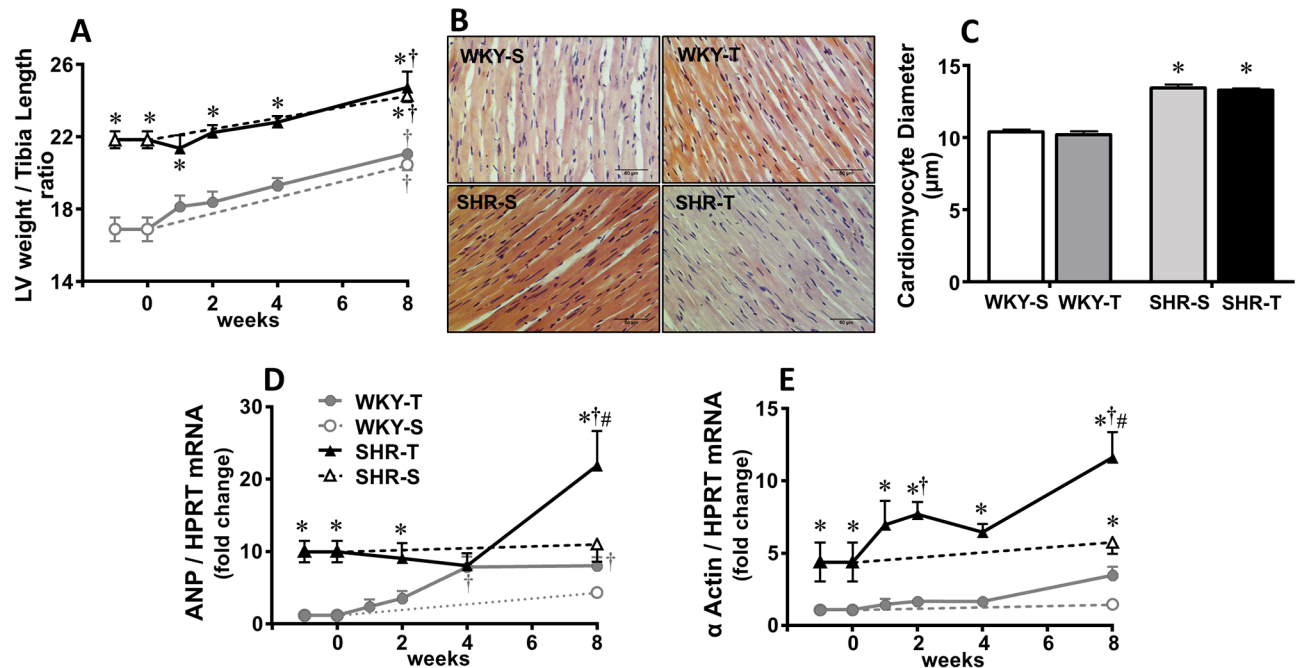 A
LV weight / Tibia Length
ratio
26
22
18
14
0
2
4
6
8
weeks
*
*
*
*
*
*†
*†
†
†
B
WKY-S
WKY-T
SHR-S
SHR-T
C
Cardiomyocyte Diameter
(µm)
15
10
5
0
*
*
WKY-S
WKY-T
SHR-S
SHR-T
D
ANP / HPRT mRNA
(fold change)
30
20
10
0
0
2
4
6
8
weeks
WKY-T
WKY-S
SHR-T
SHR-S
*
*
*
†
*†#
†
E
α Actin / HPRT mRNA
(fold change)
15
10
5
0
0
2
4
6
8
weeks
*
*
*
*†
*
*†#
*